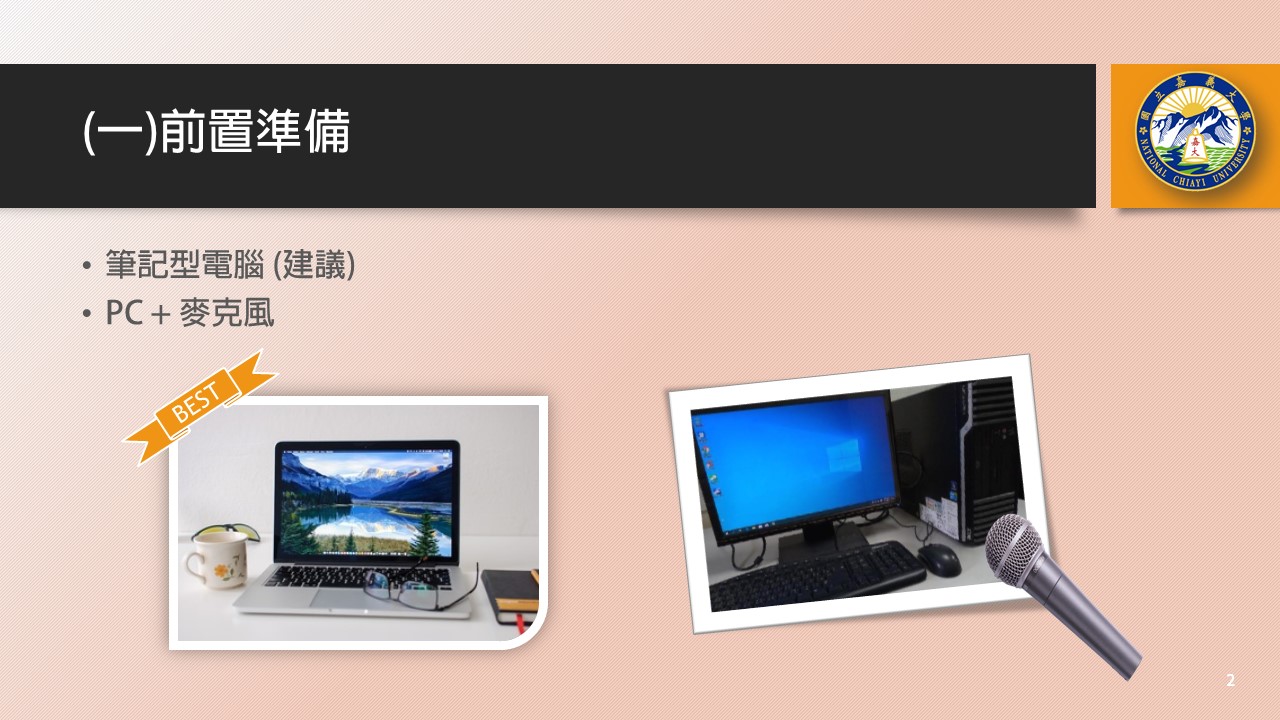 (一)前置準備
國立嘉義大學
嘉大
NATIONAL CHIAYI UNIVERSITY
• 筆記型電腦 (建議)
• PC + 麥克風
BEST
2